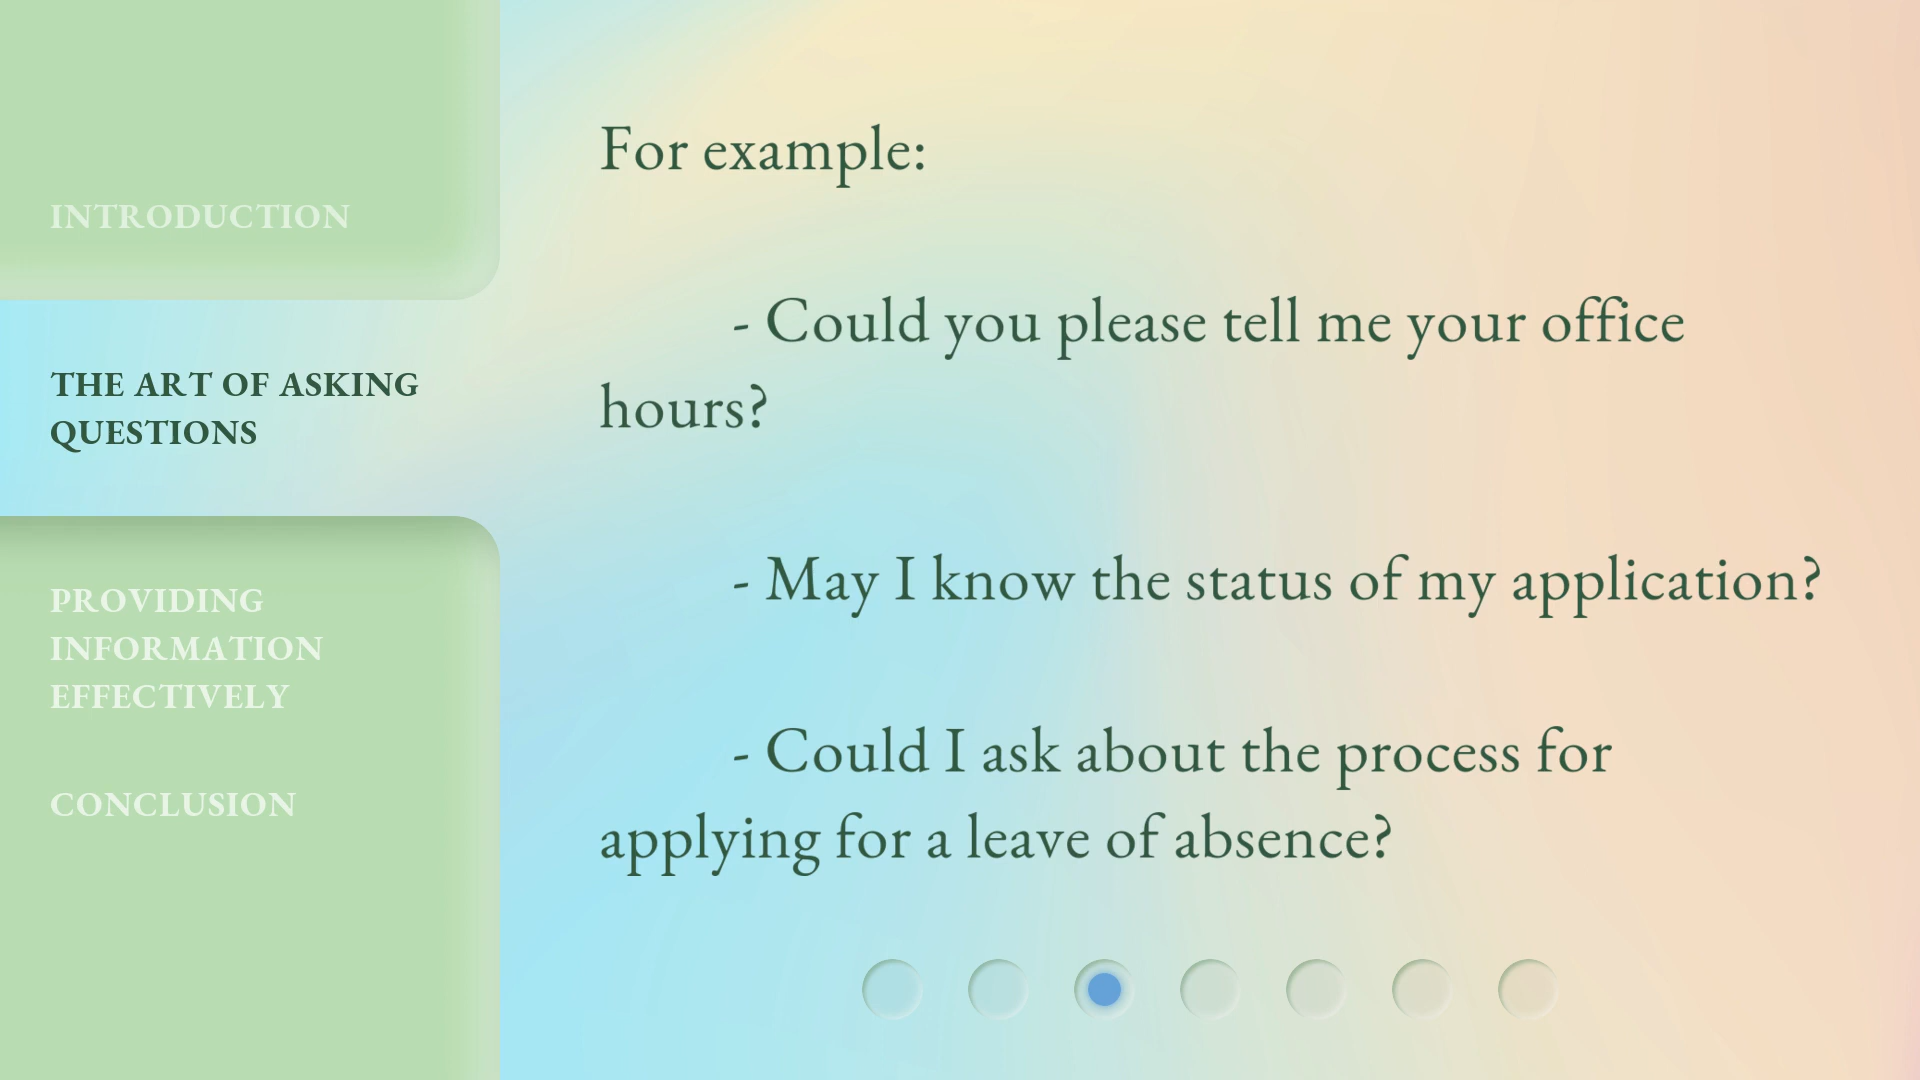 INTRODUCTION
THE ART OF ASKING
QUESTIONS
PROVIDING
INFORMATION
EFFECTIVELY
CONCLUSION
For example:
- Could you please tell me your office
hours?
- May I know the status of my application?
- Could I ask about the process for
applying for a leave of absence?